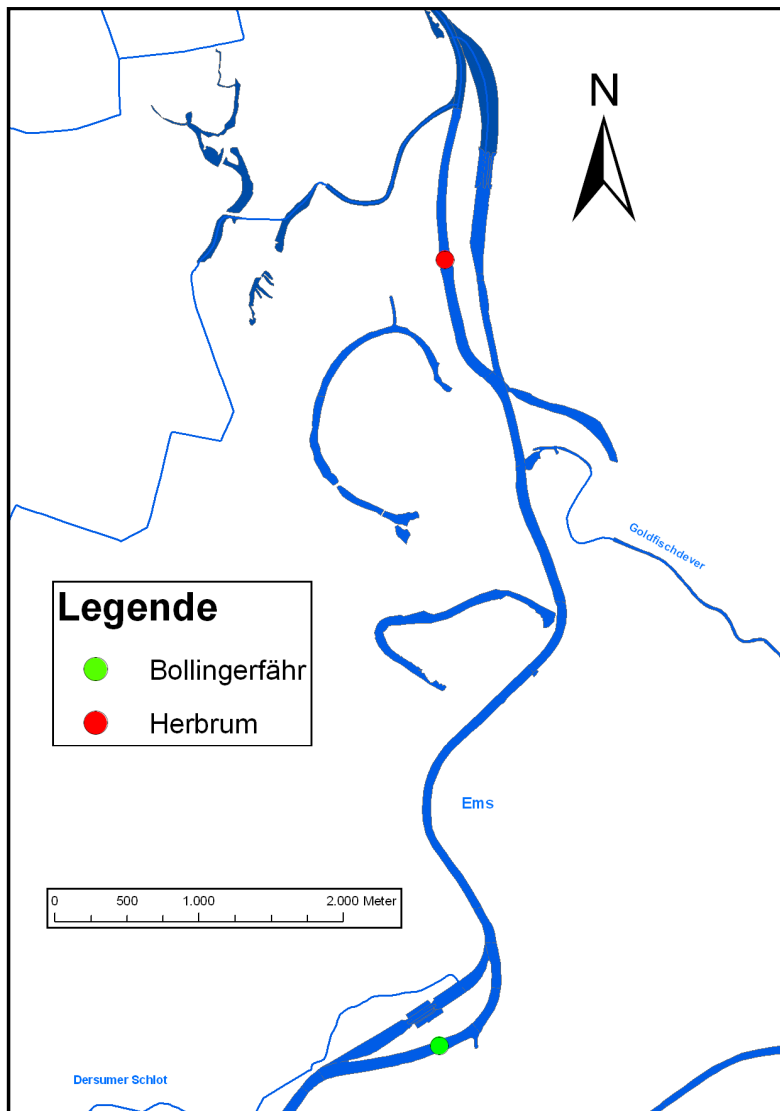 N
Goldfischdever
Legende
Bollingerfähr
Herbrum
Ems
0 500 1.000 2.000 Meter
Dersumer Schlot